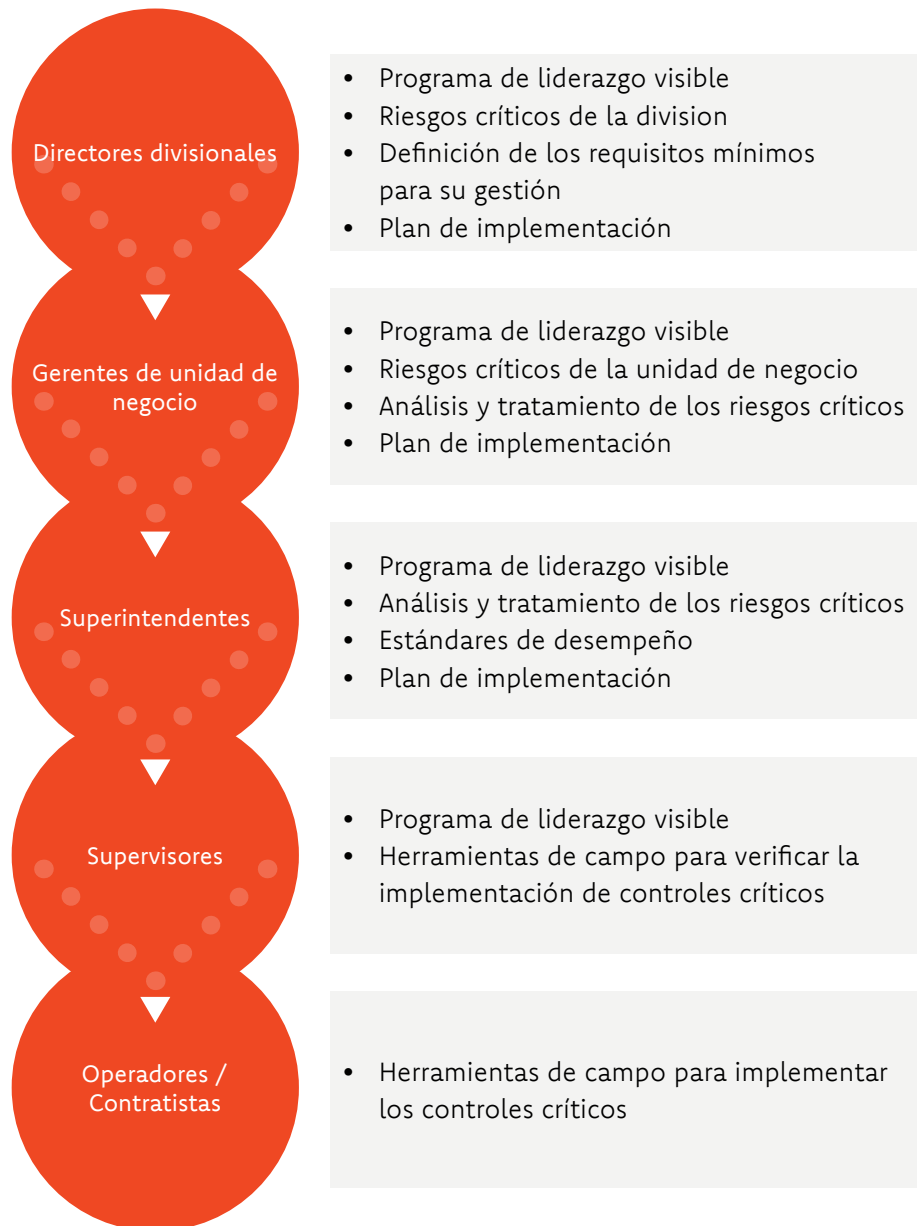 Directores divisionales
• Programa de liderazgo visible
• Riesgos críticos de la division
• Definición de los requisitos mínimos
para su gestión
• Plan de implementación
Gerentes de unidad de
negocio
• Programa de liderazgo visible
• Riesgos críticos de la unidad de negocio
• Análisis y tratamiento de los riesgos críticos
• Plan de implementación
Superintendentes
• Programa de liderazgo visible
• Análisis y tratamiento de los riesgos críticos
• Estándares de desempeño
• Plan de implementación
Supervisores
• Programa de liderazgo visible
• Herramientas de campo para verificar la
implementación de controles críticos
Operadores /
Contratistas
• Herramientas de campo para implementar
los controles críticos